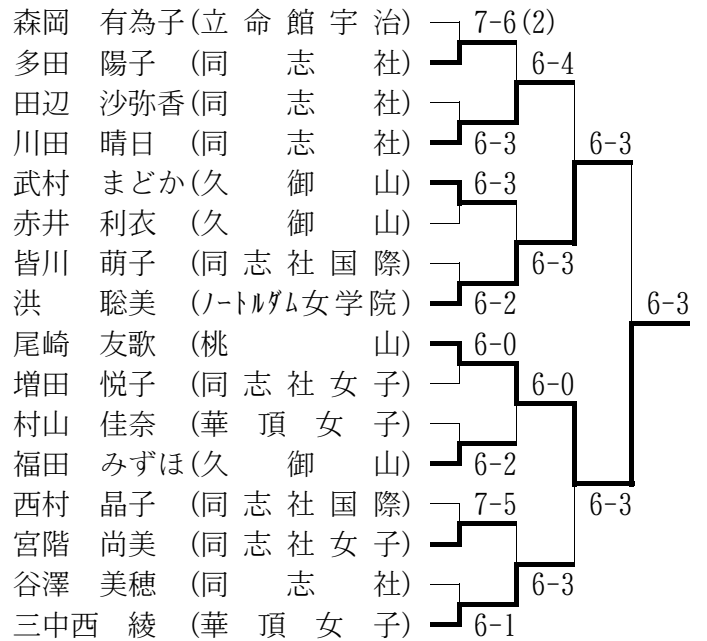 森岡 有為子(立命館宇治) 7-6(2)
多田 陽子(同志社) 6-4
田辺 沙弥香(同志社)
川田 晴日(同志社) 6-3 6-3
武村 まどか(久御山) 6-3
赤井 利衣(久御山)
皆川 萌子(同志社国際) 6-3
洪 聡美(ノートルダム女学院) 6-2 6-3
尾崎 友歌(桃山) 6-0
増田 悦子(同志社女子) 6-0
村山 佳奈(華頂女子)
福田 みずほ(久御山) 6-2
西村 晶子(同志社国際) 7-5 6-3
宮階 尚美(同志社女子)
谷澤 美穂(同志社) 6-3
三中西 綾(華頂女子) 6-1